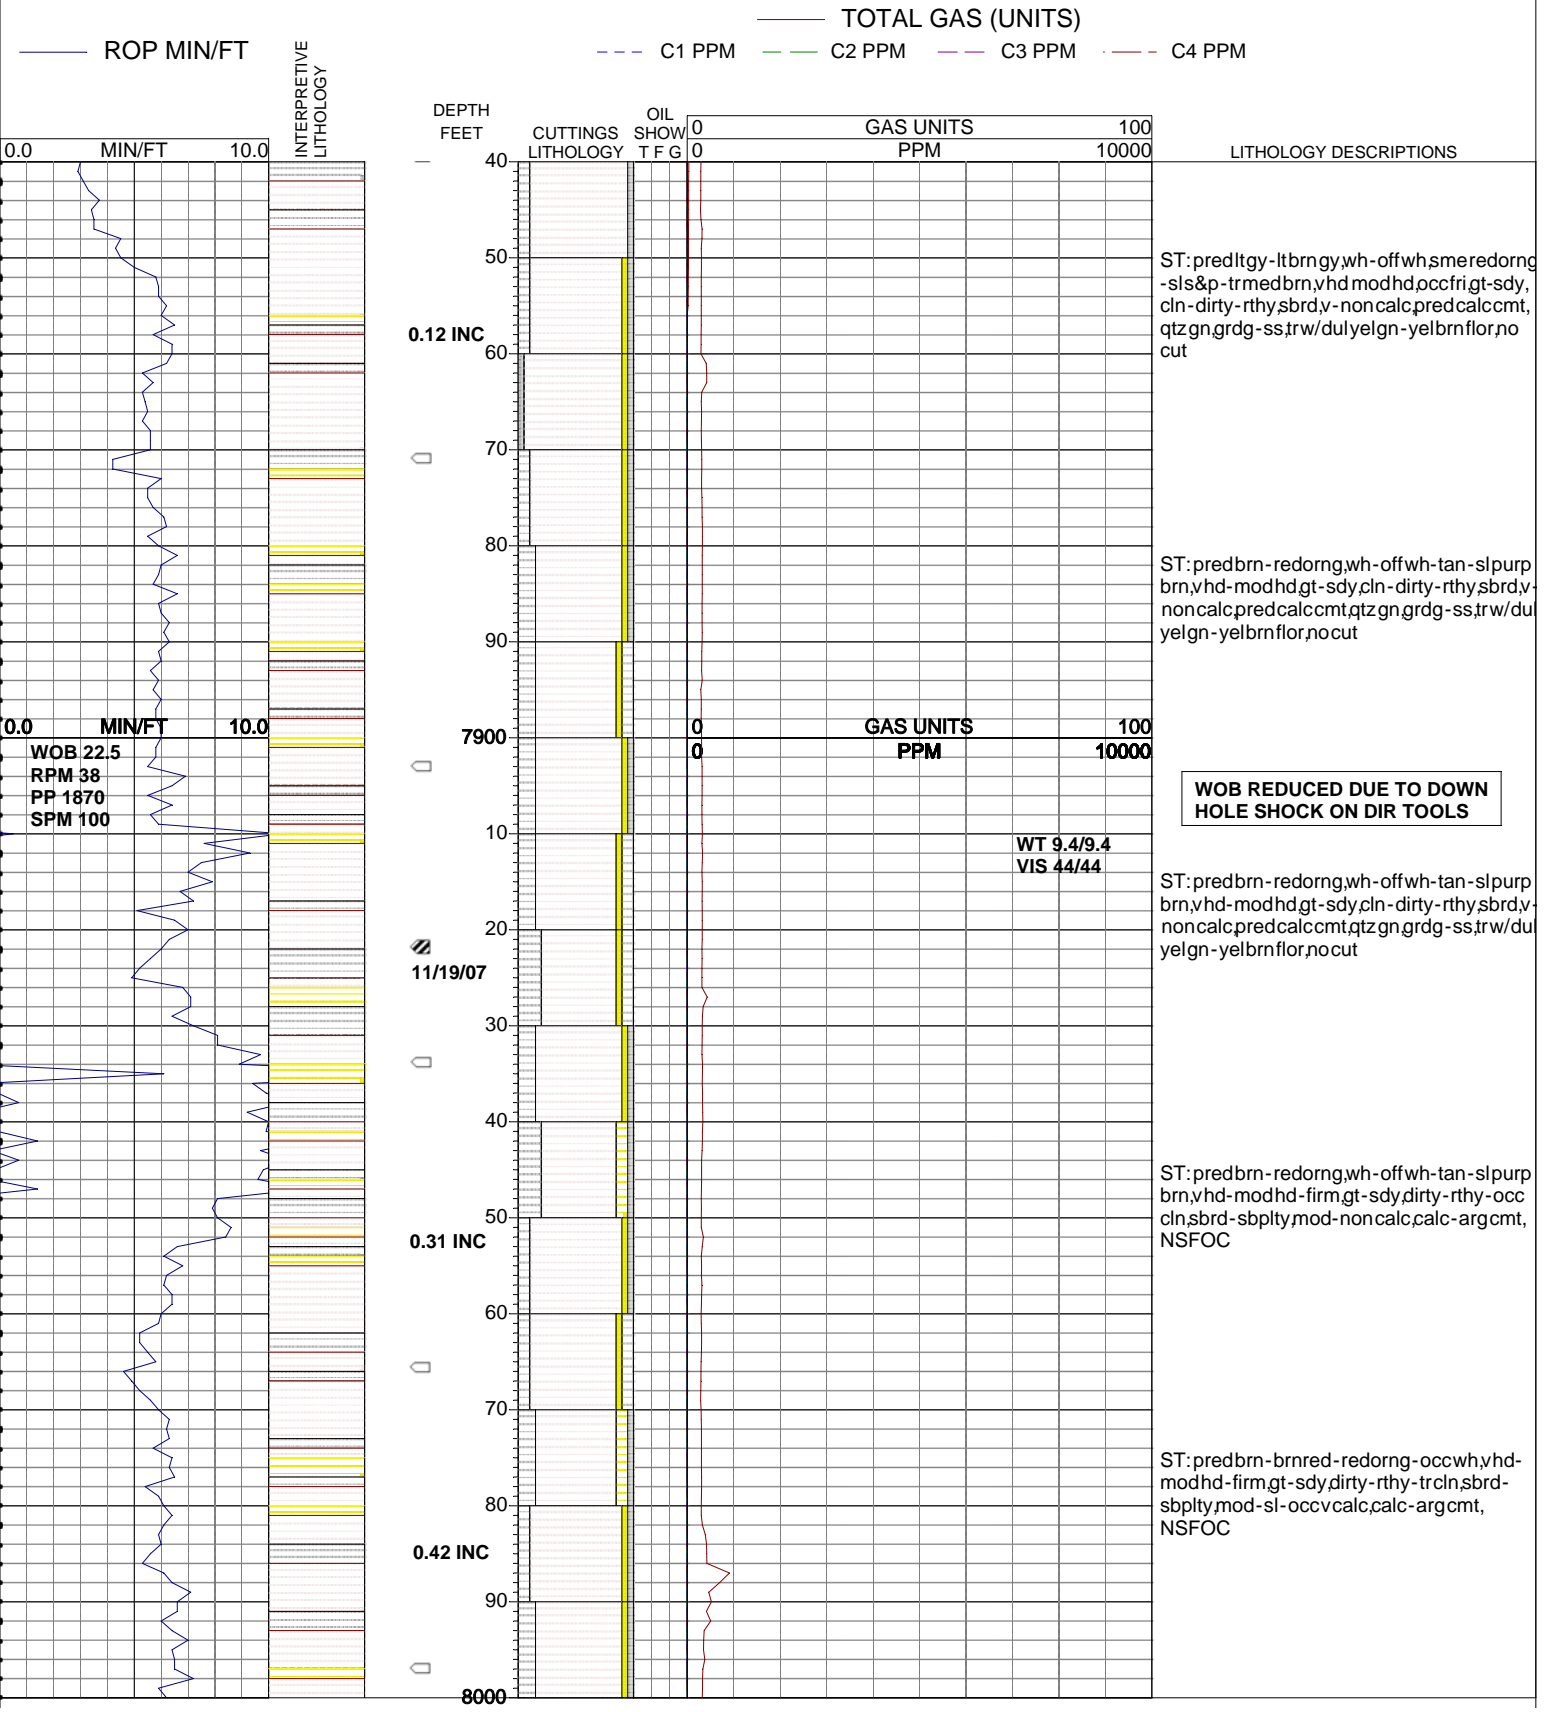 TOTAL GAS (UNITS)
ROP MIN/FT
C1 PPM
C2 PPM
C3 PPM
C4 PPM
INTERPRETIVE
LITHOLOGY
DEPTH
FEET
CUTTINGS
LITHOLOGY
OIL
SHOW
T F G
0 GAS UNITS 100
0.0 MIN/FT 10.0
0 PPM 10000
LITHOLOGY DESCRIPTIONS
40
50
ST:predltgy-ltbrngy,wh-offwh,smeredorng
-sls&p-trmedbrn,vhd modhd,occfri,gt-sdy,
cln-dirty-rthy,sbrd,v-noncalc,predcalccmt,
qtzgn,grdg-ss,trw/dulyelgn-yelbrnflor,no
cut
0.12 INC
60
70
80
ST:predbrn-redorng,wh-offwh-tan-slpurp
brn,vhd-modhd,gt-sdy,cln-dirty-rthy,sbrd,v-
noncalc,predcalccmt,qtzgn,grdg-ss,trw/dul
yelgn-yelbrnflor,nocut
90
0.0 MIN/FT 10.0
0 GAS UNITS 100
7900
0 PPM 10000
WOB 22.5
RPM 38
PP 1870
SPM 100
WOB REDUCED DUE TO DOWN
HOLE SHOCK ON DIR TOOLS
10
WT 9.4/9.4
VIS 44/44
ST:predbrn-redorng,wh-offwh-tan-slpurp
brn,vhd-modhd,gt-sdy,cln-dirty-rthy,sbrd,v-
noncalc,predcalccmt,qtzgn,grdg-ss,trw/dul
yelgn-yelbrnflor,nocut
20
11/19/07
30
40
ST:predbrn-redorng,wh-offwh-tan-slpurp
brn,vhd-modhd-firm,gt-sdy,dirty-rthy-occ
cln,sbrd-sbplty,mod-noncalc,calc-argcmt,
NSFOC
50
0.31 INC
60
70
ST:predbrn-brnred-redorng-occwh,vhd-
modhd-firm,gt-sdy,dirty-rthy-trcln,sbrd-
sbplty,mod-sl-occvcalc,calc-argcmt,
NSFOC
80
0.42 INC
90
8000